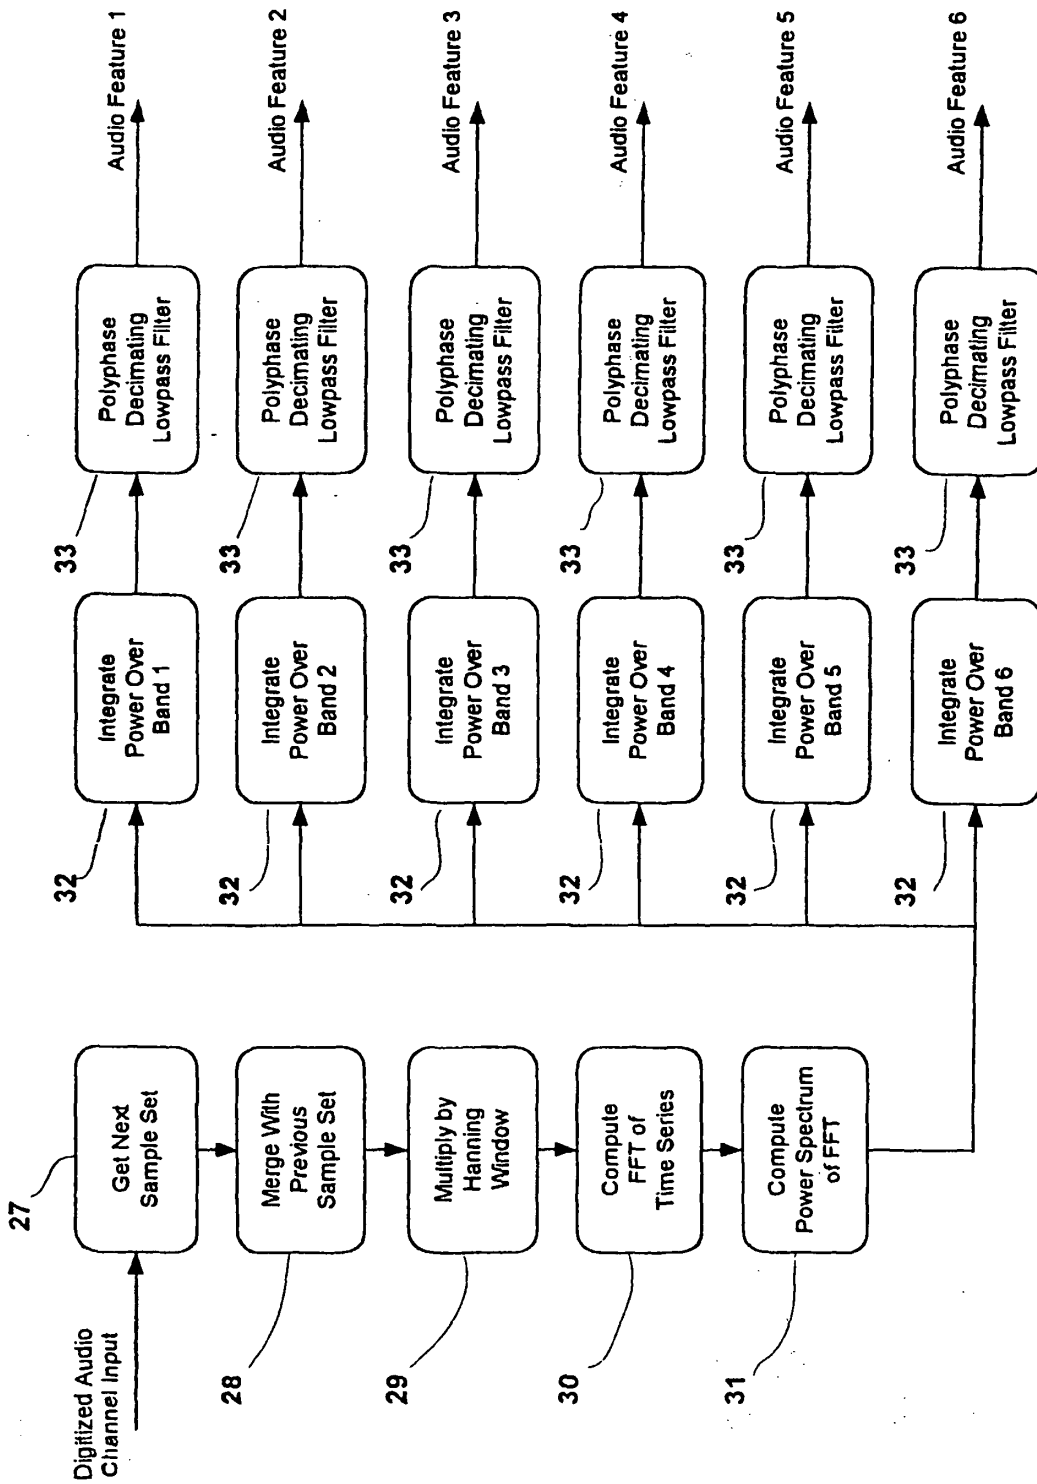 Digitized Audio
Channel Input
27
Get Next
Sample Set
28
Merge With
Previous
Sample Set
29
Multiply by
Hanning
Window
30
Compute
FFT of
Time Series
31
Compute
Power Spectrum
of FFT
32
Integrate
Power Over
Band 1
33
Polyphase
Decimating
Lowpass Filter
Audio Feature 1
32
Integrate
Power Over
Band 2
33
Polyphase
Decimating
Lowpass Filter
Audio Feature 2
32
Integrate
Power Over
Band 3
33
Polyphase
Decimating
Lowpass Filter
Audio Feature 3
32
Integrate
Power Over
Band 4
33
Polyphase
Decimating
Lowpass Filter
Audio Feature 4
32
Integrate
Power Over
Band 5
33
Polyphase
Decimating
Lowpass Filter
Audio Feature 5
32
Integrate
Power Over
Band 6
33
Polyphase
Decimating
Lowpass Filter
Audio Feature 6